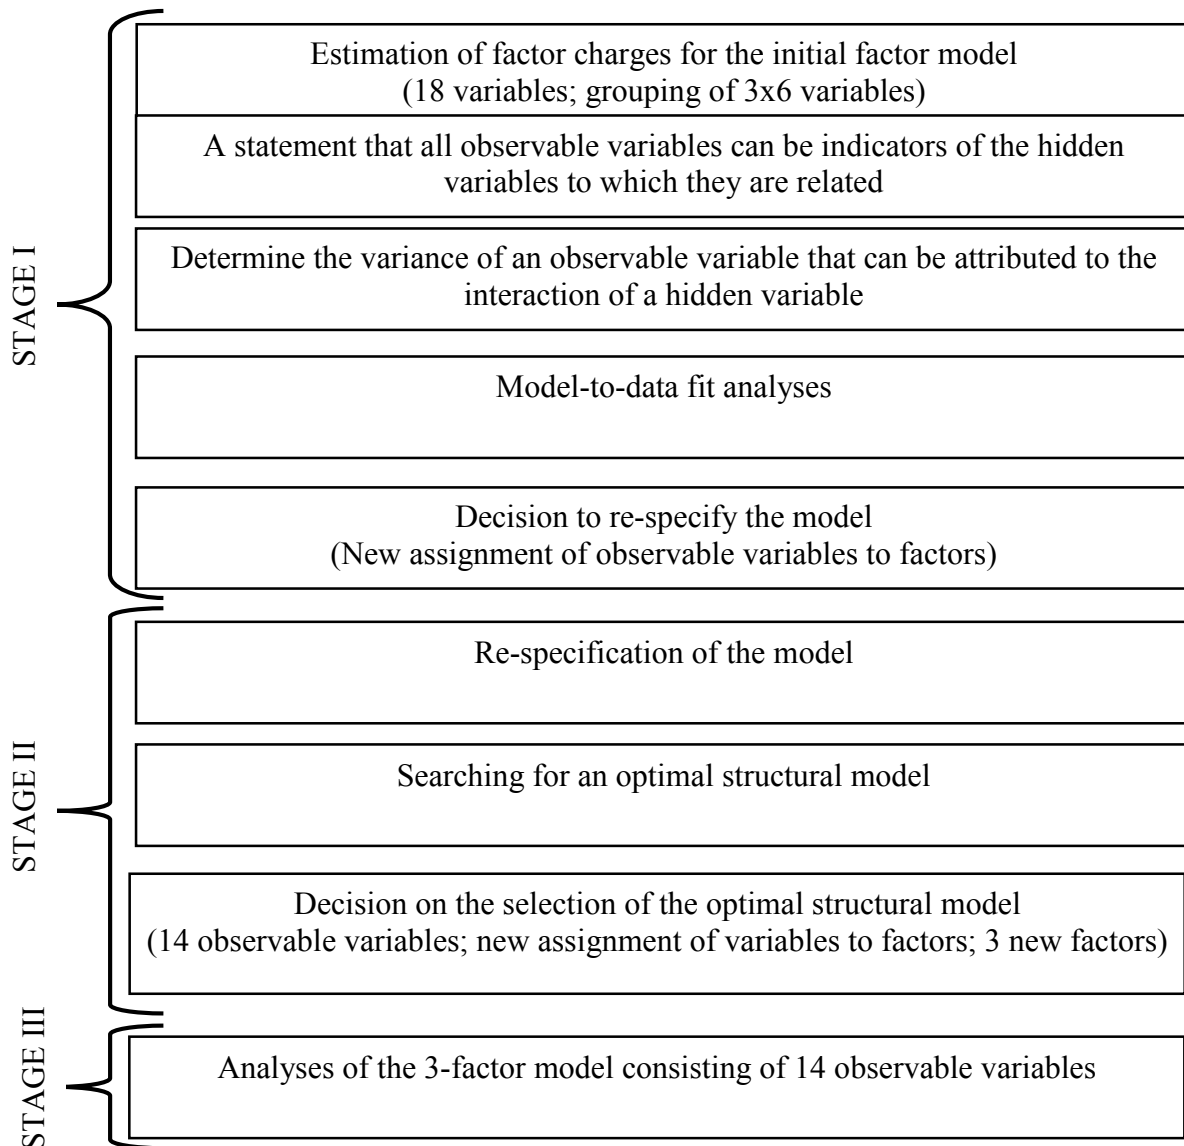 STAGE I
Estimation of factor charges for the initial factor model
(18 variables; grouping of 3x6 variables)
A statement that all observable variables can be indicators of the hidden
variables to which they are related
Determine the variance of an observable variable that can be attributed to the
interaction of a hidden variable
Model-to-data fit analyses
Decision to re-specify the model
(New assignment of observable variables to factors)
STAGE II
Re-specification of the model
Searching for an optimal structural model
Decision on the selection of the optimal structural model
(14 observable variables; new assignment of variables to factors; 3 new factors)
STAGE III
Analyses of the 3-factor model consisting of 14 observable variables